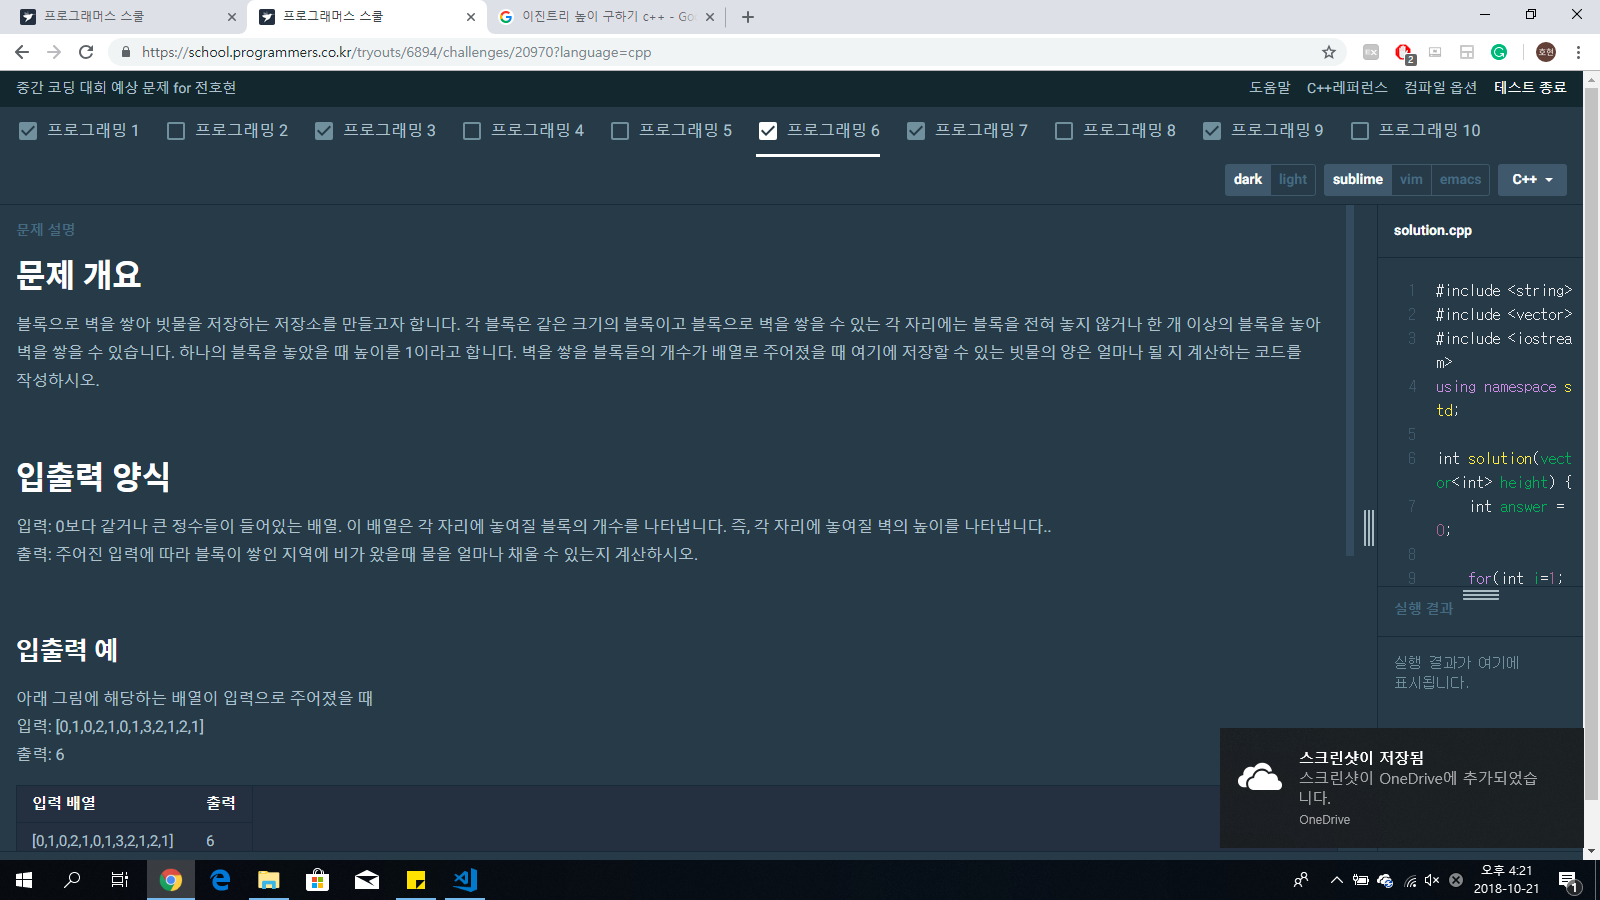 프로그래머스 스쿨
프로그래머스 스쿨
이진트리 높이 구하기 c++ - Go
https://school.programmers.co.kr/tryouts/6894/challenges/20970?language=cpp
EX
2
호현
중간 코딩 대회 예상 문제 for 전호현
도움말
C++레퍼런스
컴파일 옵션
테스트 종료
프로그래밍 1
프로그래밍 2
프로그래밍 3
프로그래밍 4
프로그래밍 5
프로그래밍 6
프로그래밍 7
프로그래밍 8
프로그래밍 9
프로그래밍 10
dark light
sublime vim emacs
C++
문제 설명
문제 개요
블록으로 벽을 쌓아 빗물을 저장하는 저장소를 만들고자 합니다. 각 블록은 같은 크기의 블록이고 블록으로 벽을 쌓을 수 있는 각 자리에는 블록을 전혀 놓지 않거나 한 개 이상의 블록을 놓아
벽을 쌓을 수 있습니다. 하나의 블록을 놓았을 때 높이를 1이라고 합니다. 벽을 쌓을 블록들의 개수가 배열로 주어졌을 때 여기에 저장할 수 있는 빗물의 양은 얼마나 될 지 계산하는 코드를
작성하시오.
입출력 양식
입력: 0보다 같거나 큰 정수들이 들어있는 배열. 이 배열은 각 자리에 놓여질 블록의 개수를 나타냅니다. 즉, 각 자리에 놓여질 벽의 높이를 나타냅니다..
출력: 주어진 입력에 따라 블록이 쌓인 지역에 비가 왔을때 물을 얼마나 채울 수 있는지 계산하시오.
입출력 예
아래 그림에 해당하는 배열이 입력으로 주어졌을 때
입력: [0,1,0,2,1,0,1,3,2,1,2,1]
출력: 6
입력 배열 출력
[0,1,0,2,1,0,1,3,2,1,2,1] 6
solution.cpp
1 #include <string>
2 #include <vector>
3 #include <iostrea
m>
4 using namespace s
td;
5
6 int solution(vect
or<int> height) {
7 int answer =
0;
8
9 for(int i=1;
실행 결과
실행 결과가 여기에
표시됩니다.
스크린샷이 저장됨
스크린샷이 OneDrive에 추가되었습
니다.
OneDrive
오후 4:21
2018-10-21
1